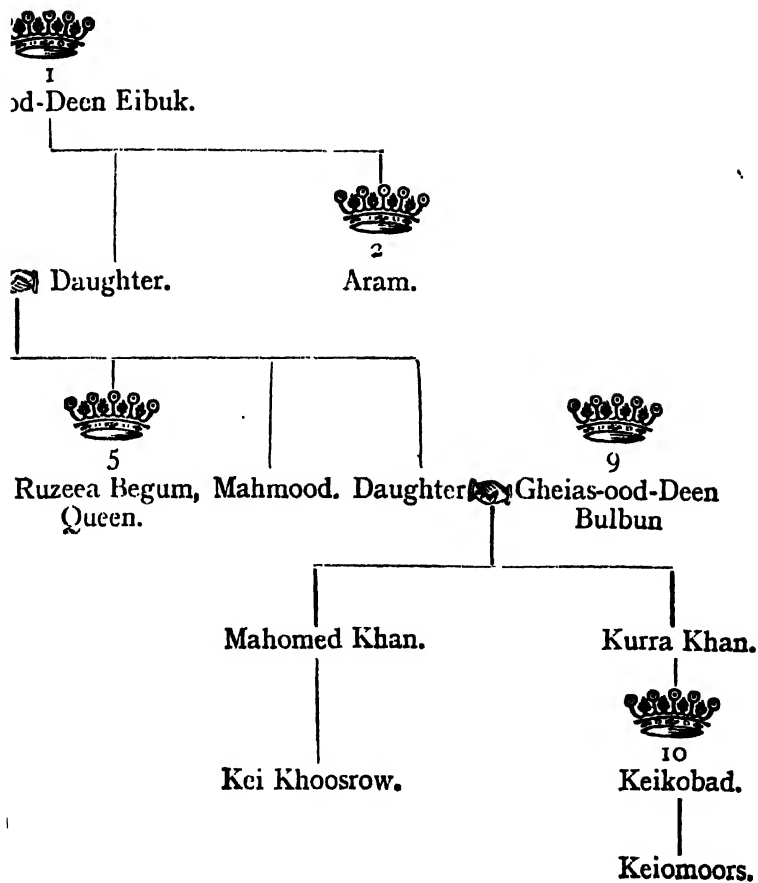 1
-Deen Eibuk.
2
Daughter. Aram.
5 9
Ruzeea Begum, Mahmood. Daughter Gheias-ood-Deen
Queen. Bulbun
Mahomed Khan. Kurra Khan.
10
Kei Khoosrow. Keikobad.
Keiomoors.